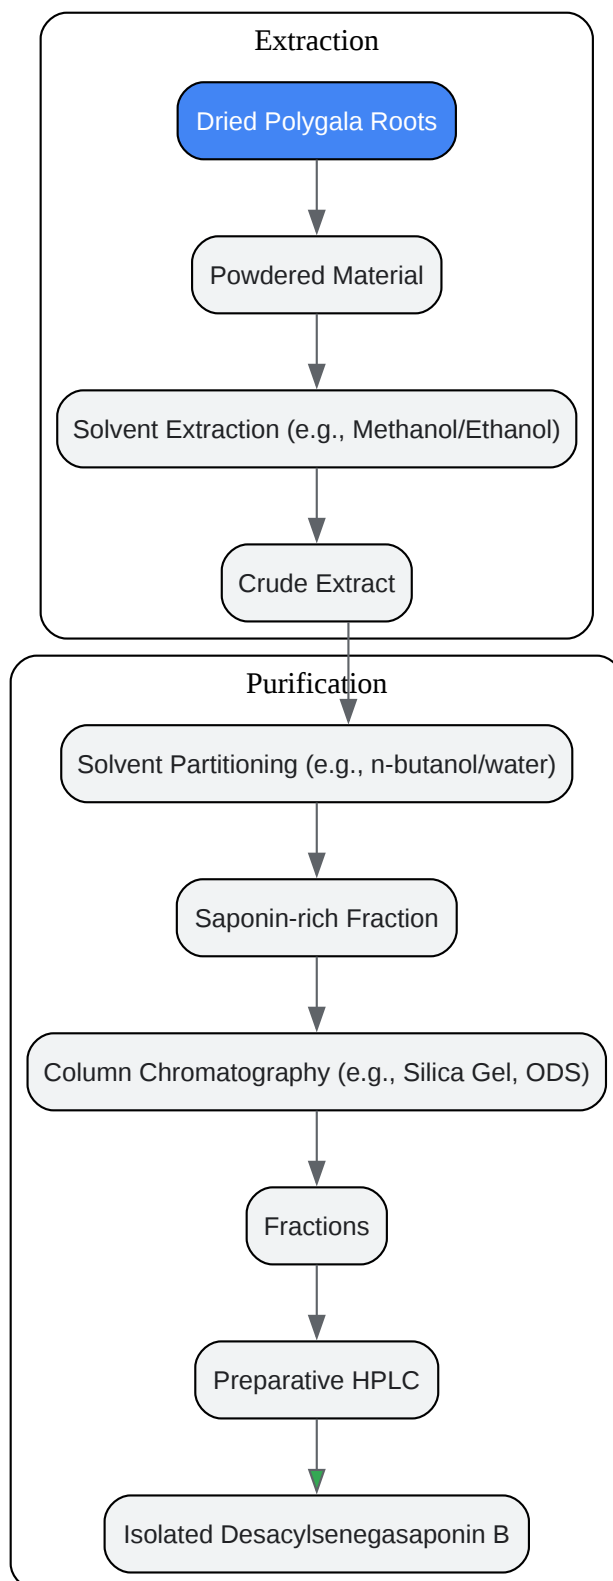 Extraction
Dried Polygala Roots
Powdered Material
Solvent Extraction (e.g., Methanol/Ethanol)
Crude Extract
Purification
Solvent Partitioning (e.g., n-butanol/water)
Saponin-rich Fraction
Column Chromatography (e.g., Silica Gel, ODS)
Fractions
Preparative HPLC
Isolated Desacylsenegasaponin B